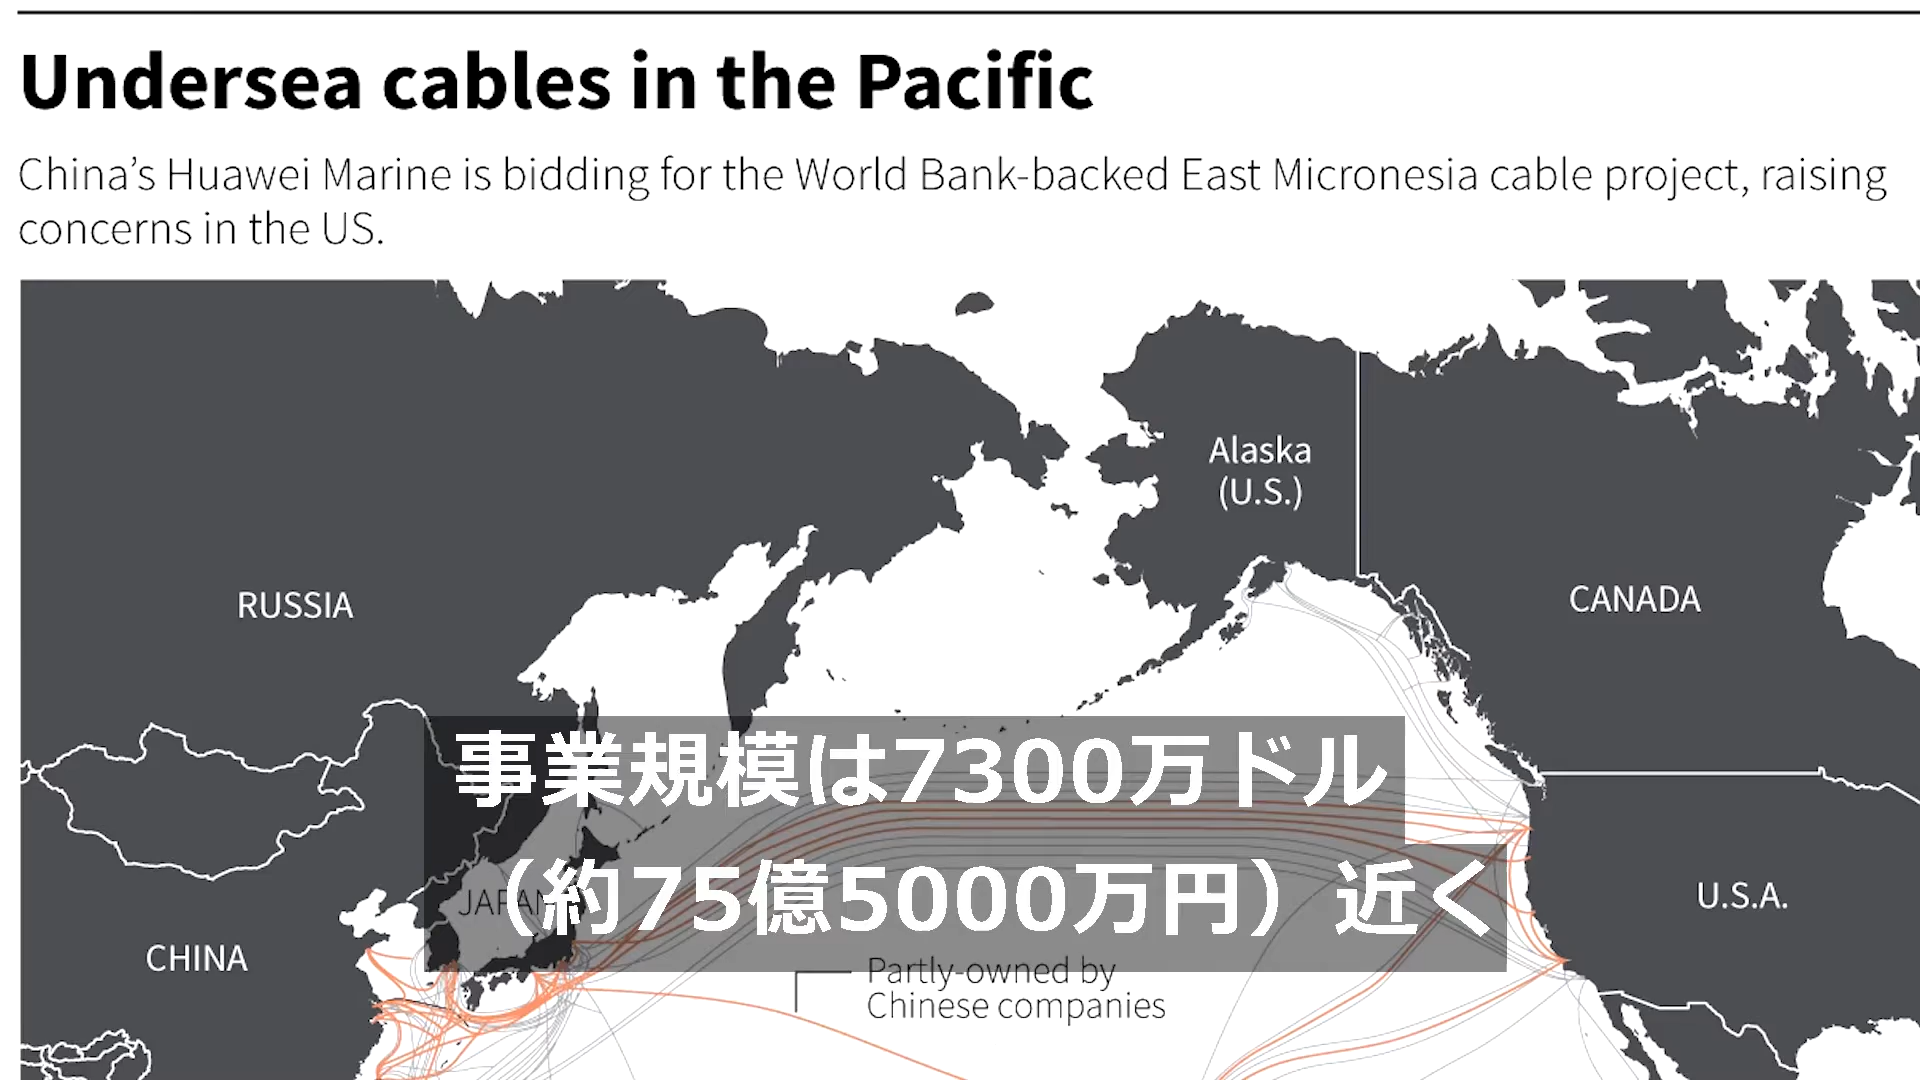 Undersea cables in the Pacific
China’s Huawei Marine is bidding for the World Bank-backed East Micronesia cable project, raising
concerns in the US.
Alaska
(U.S.)
RUSSIA
CANADA
事業規模は7300万ドル
（約75億5000万円）近く
JAPAN
U.S.A.
CHINA
Partly-owned by
Chinese companies